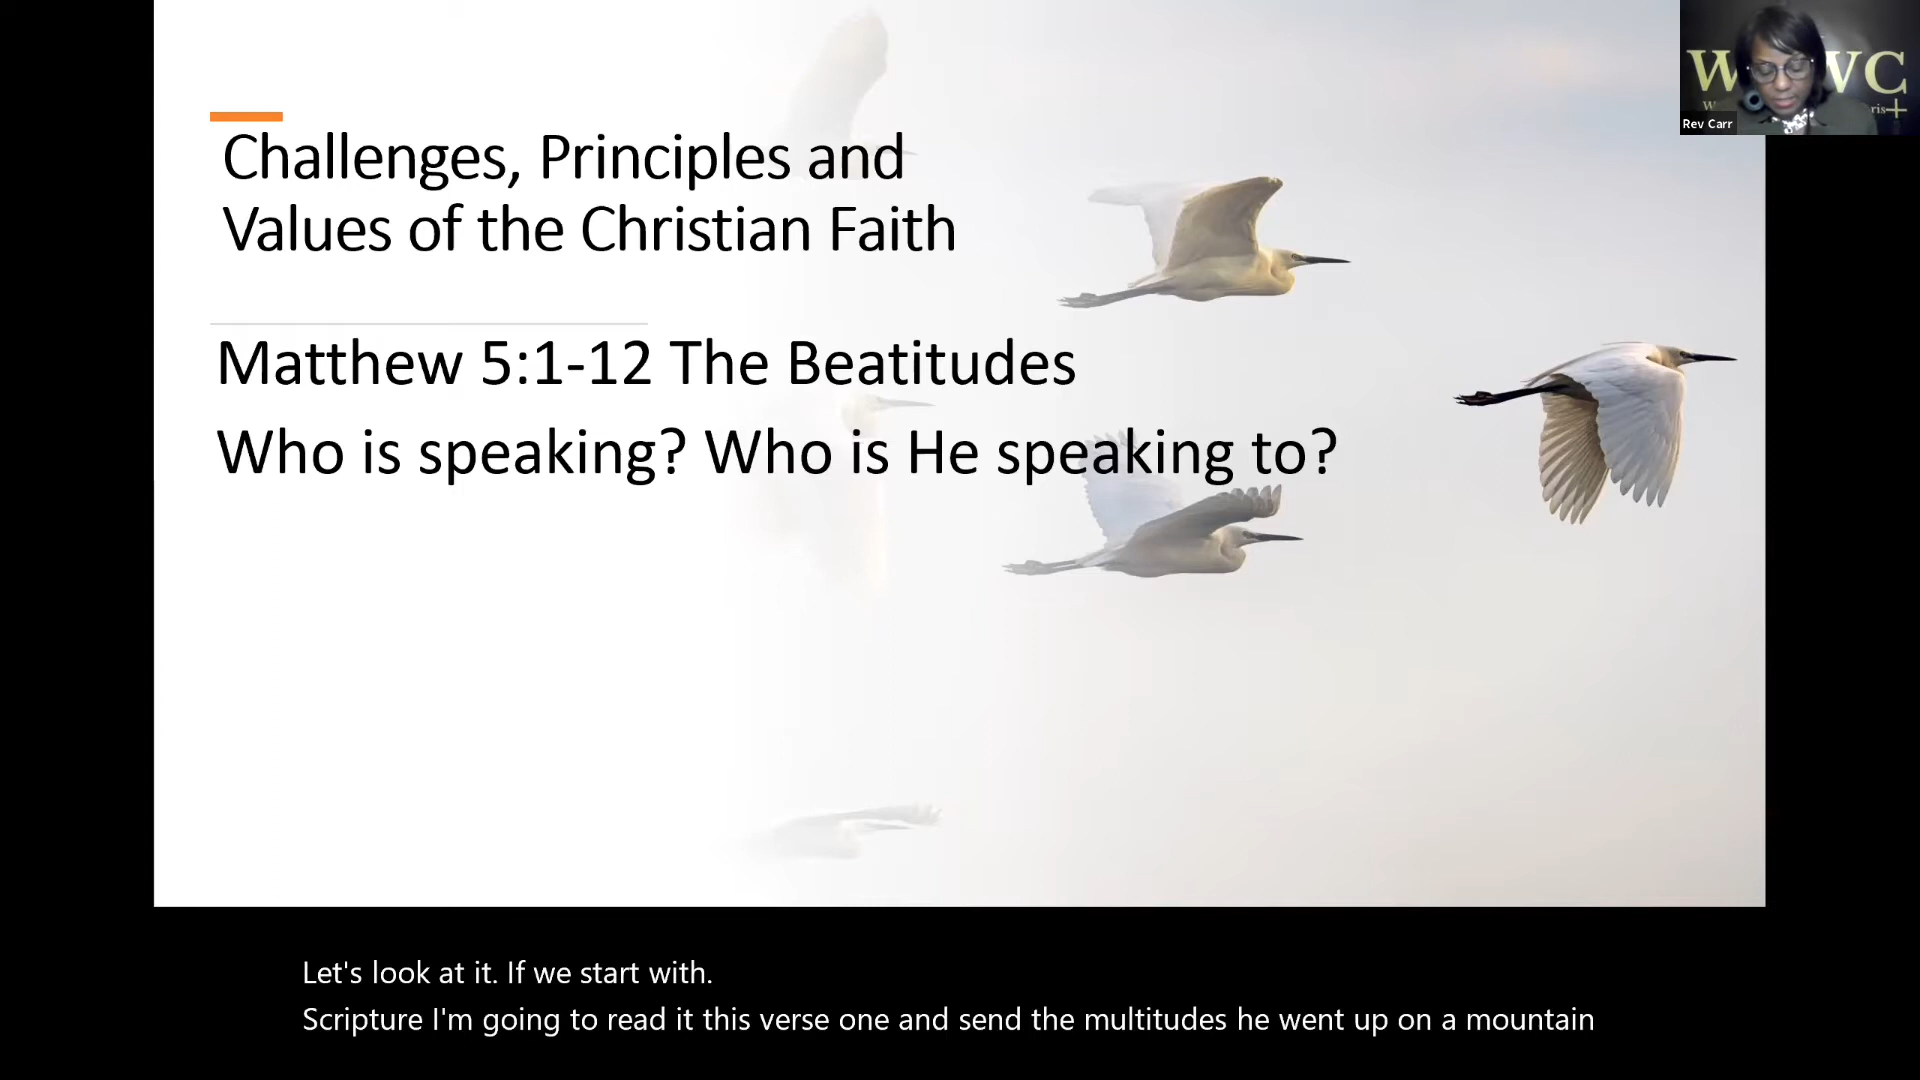 Challenges, Principles and
Values of the Christian Faith
Matthew 5:1-12 The Beatitudes
Who is speaking? Who is He speaking to?
Rev Carr
Let's look at it. If we start with.
Scripture I'm going to read it this verse one and send the multitudes he went up on a mountain